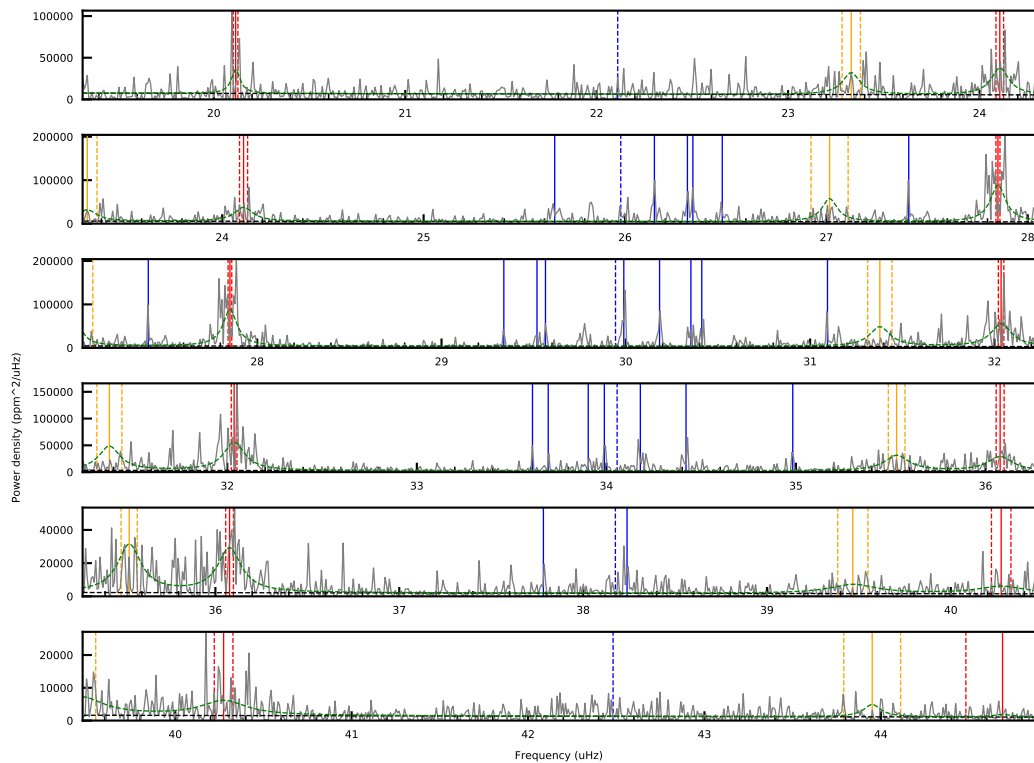 100000
50000
0
20 21 22 23 24
200000
100000
0
24 25 26 27 28
200000
100000
0
28 29 30 31 32
150000
100000
50000
0
32 33 34 35 36
40000
20000
0
36 37 38 39 40
20000
10000
0
40 41 42 43 44
Power density (ppm^2/uHz)
Frequency (uHz)